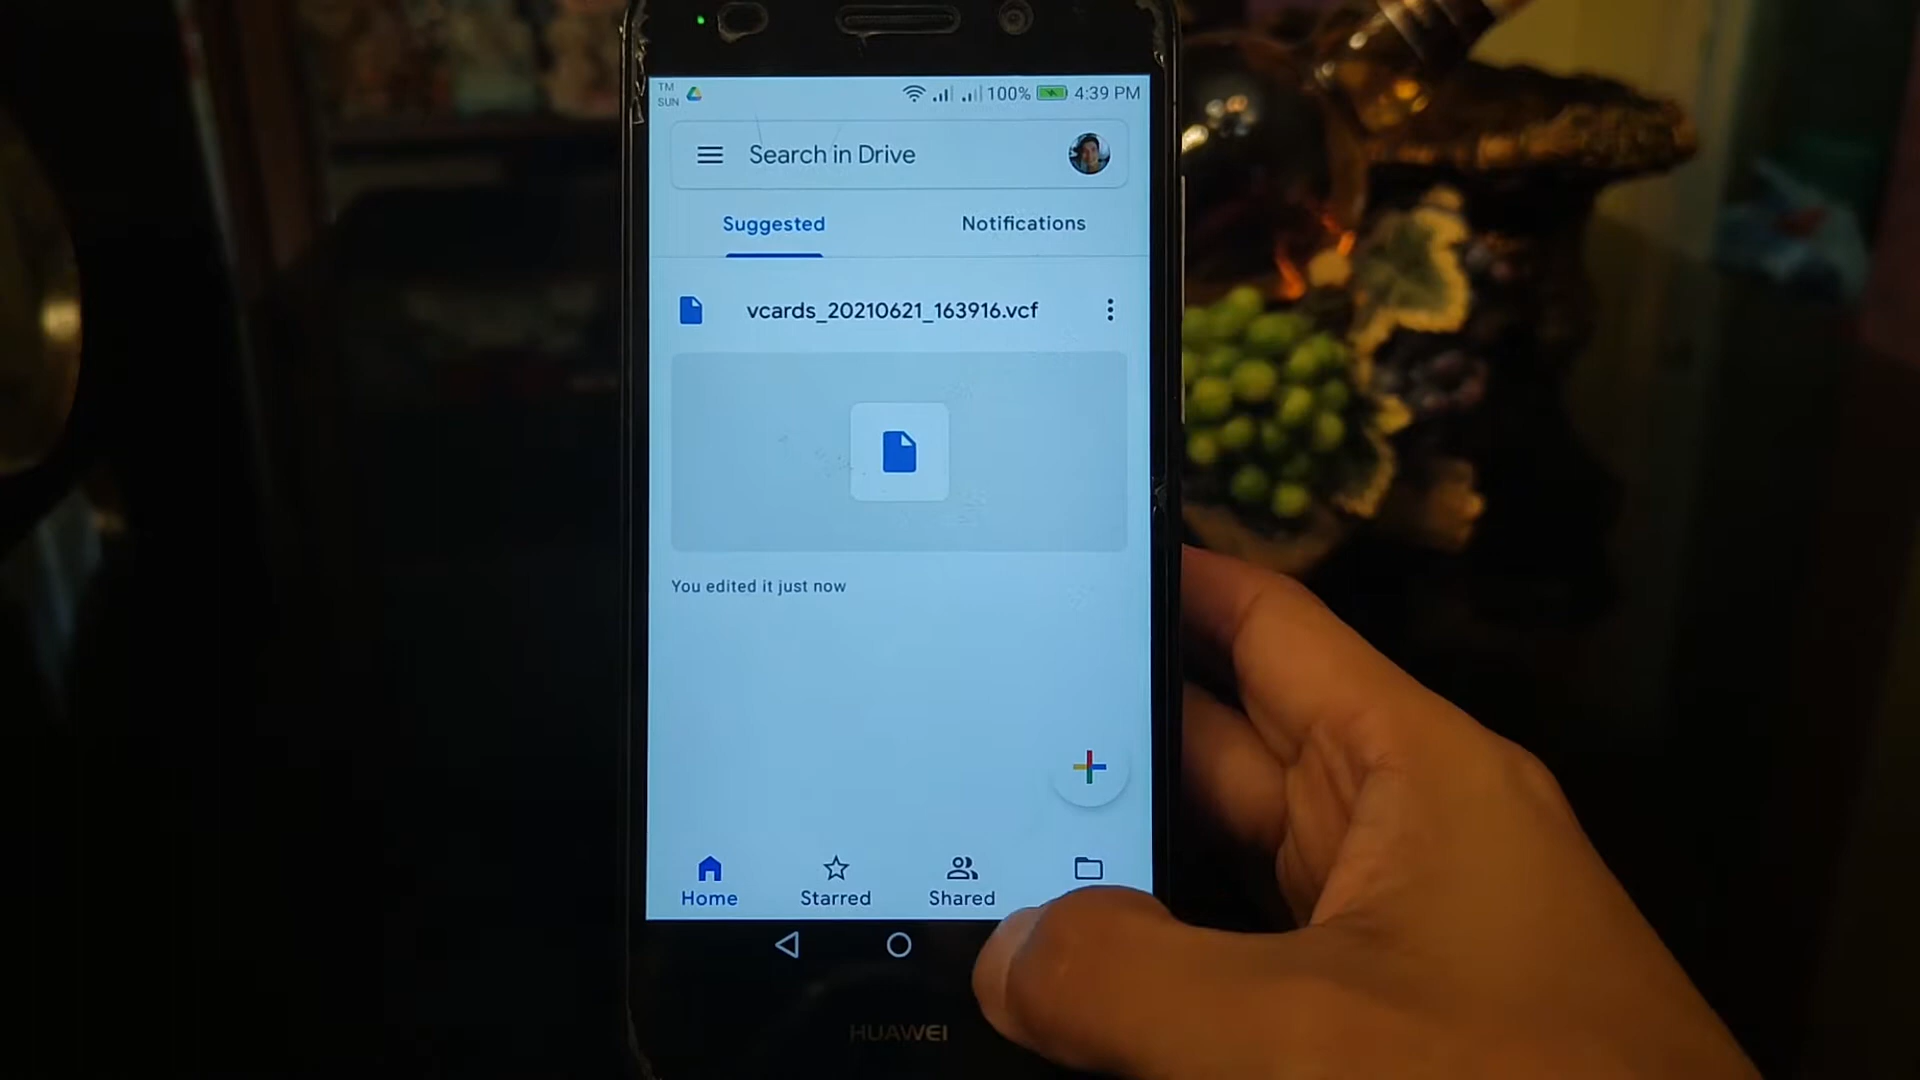 TM
SUN
100%
4:39 PM
Search in Drive
Suggested
Notifications
vcards_20210621_163916.vcf
You edited it just now
Home
Starred
Shared
HUAWEI